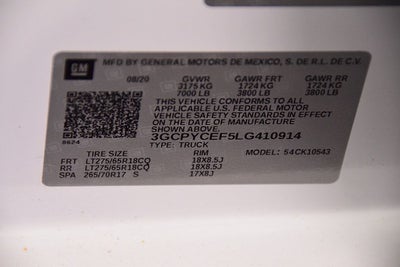 GM MFD BY GENERAL MOTORS DE MEXICO, S. DE R.L. DE C.V.
08/20 GVWR GAWR FRT GAWR RR
3175 KG 1724 KG 1724 KG
7000 LB 3800 LB 3800 LB
THIS VEHICLE CONFORMS TO ALL
APPLICABLE U.S. FEDERAL MOTOR
VEHICLE SAFETY STANDARDS IN EFFECT
ON THE DATE OF MANUFACTURE SHOWN ABOVE.
3GCPYCEF5LG410914
8624 TYPE: TRUCK
TIRE SIZE RIM MODEL: 54CK10543
FRT LT275/65R18CQ 18X8.5J
RR LT275/65R18CQ 18X8.5J
SPA 265/70R17 S 17X8J